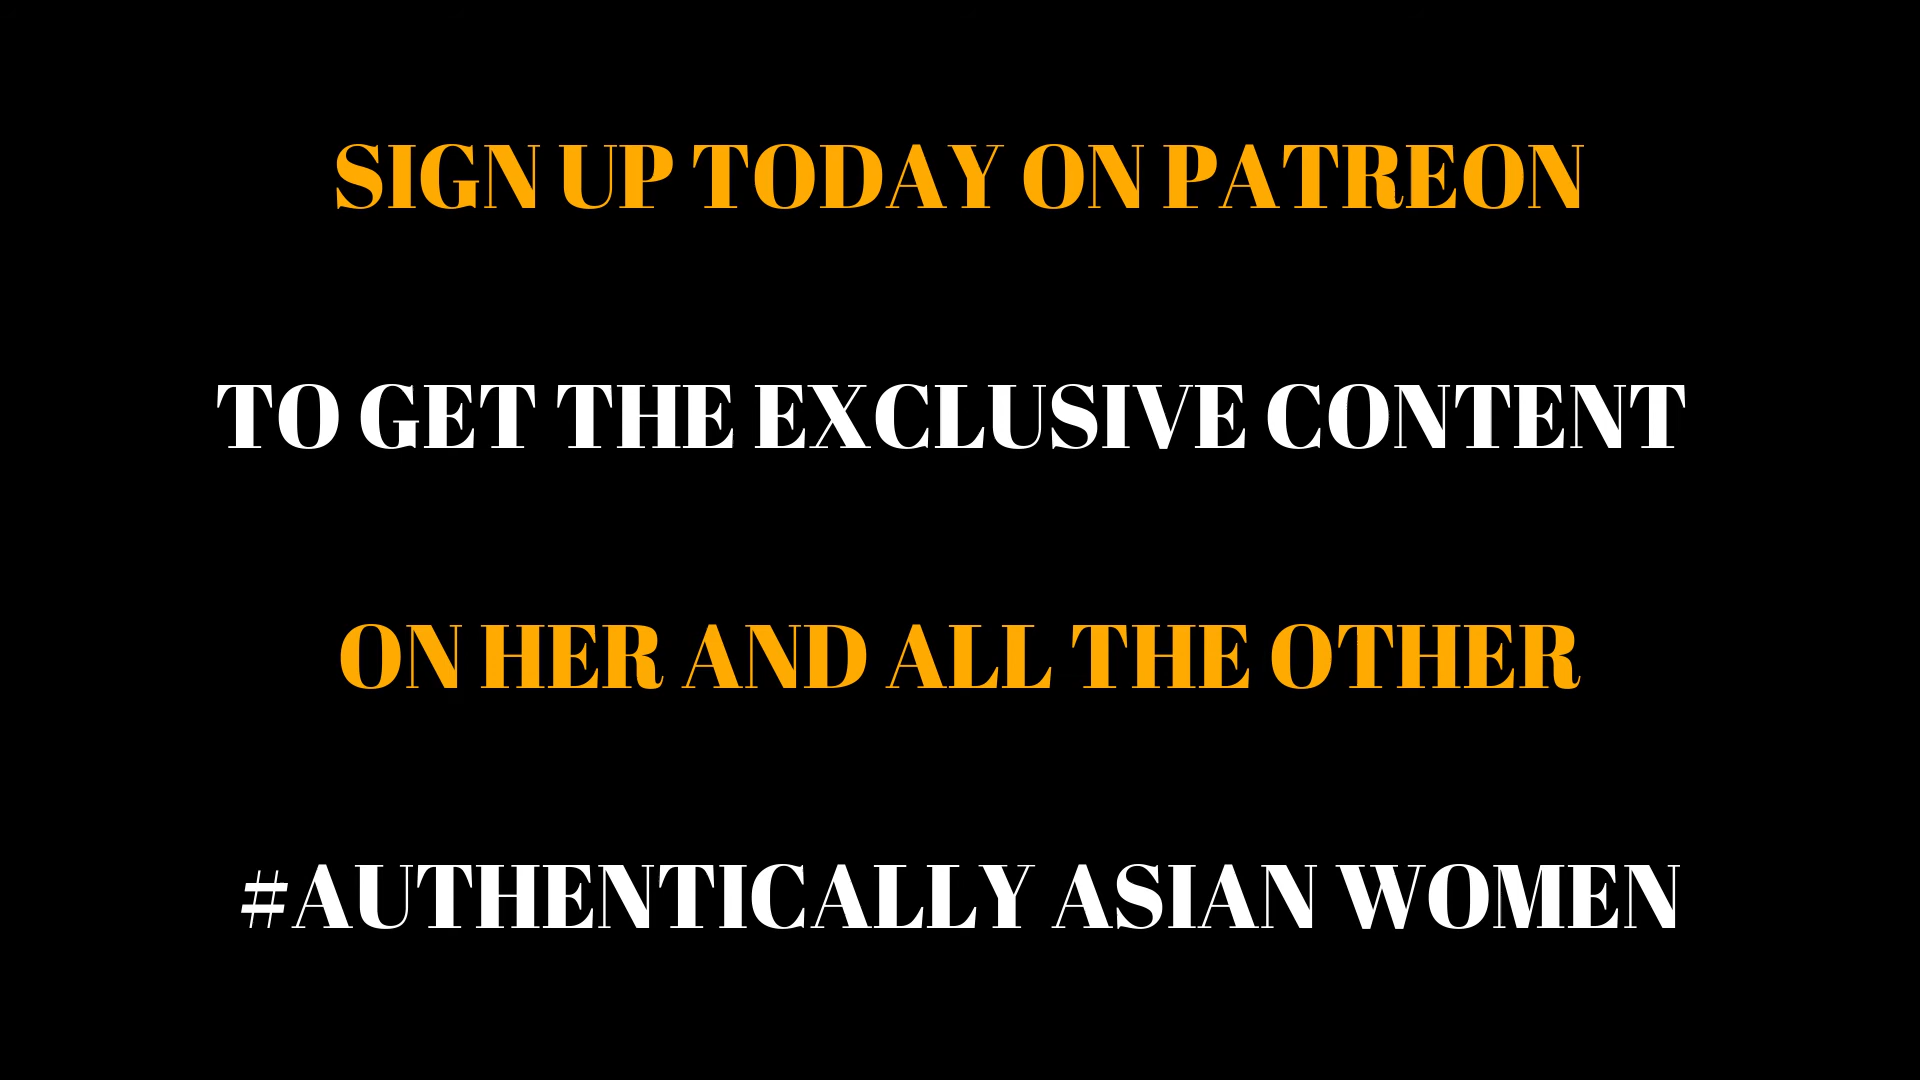 SIGN UP TODAY ON PATREON
TO GET THE EXCLUSIVE CONTENT
ON HER AND ALL THE OTHER
#AUTHENTICALLY ASIAN WOMEN